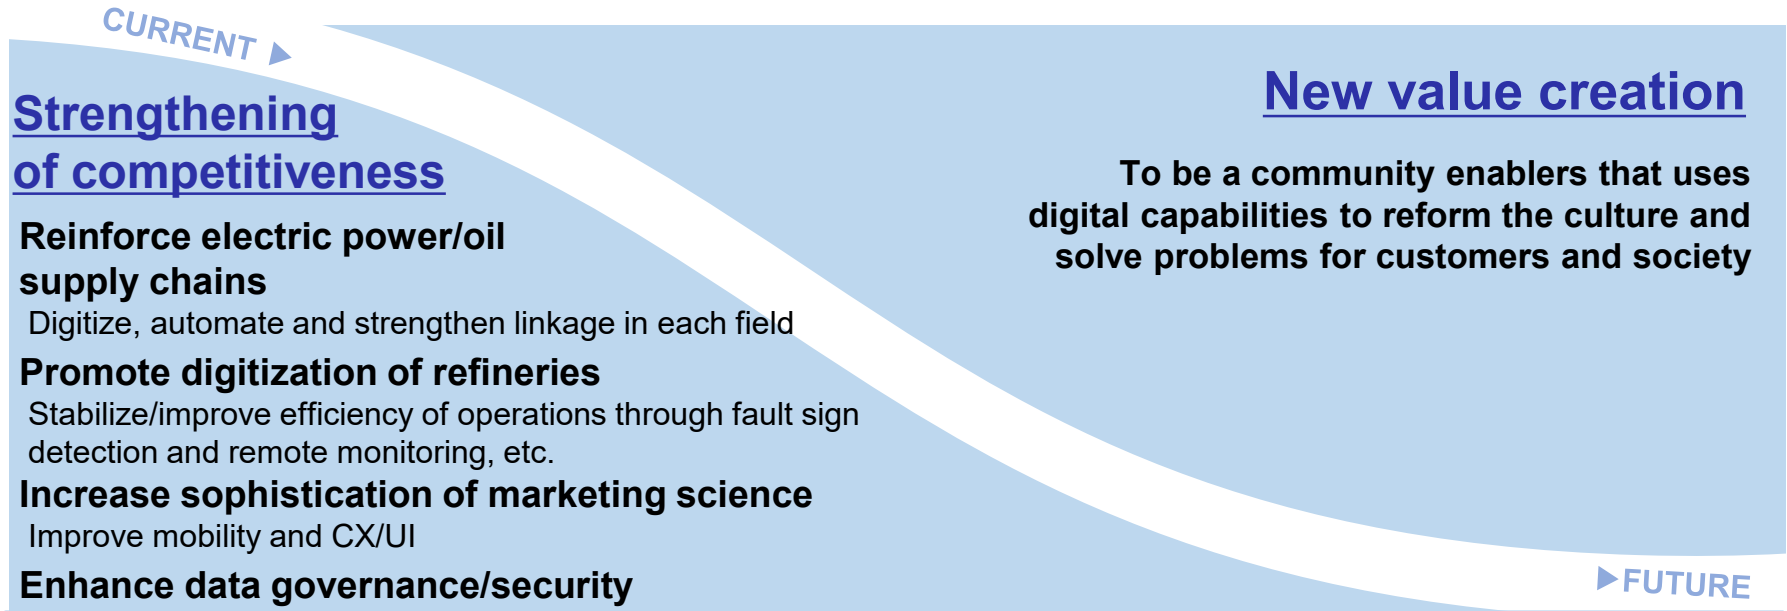 CURRENT ▶
Strengthening
of competitiveness
Reinforce electric power/oil
supply chains
Digitize, automate and strengthen linkage in each field
Promote digitization of refineries
Stabilize/improve efficiency of operations through fault sign
detection and remote monitoring, etc.
Increase sophistication of marketing science
Improve mobility and CX/UI
Enhance data governance/security
New value creation
To be a community enablers that uses
digital capabilities to reform the culture and
solve problems for customers and society
▶FUTURE